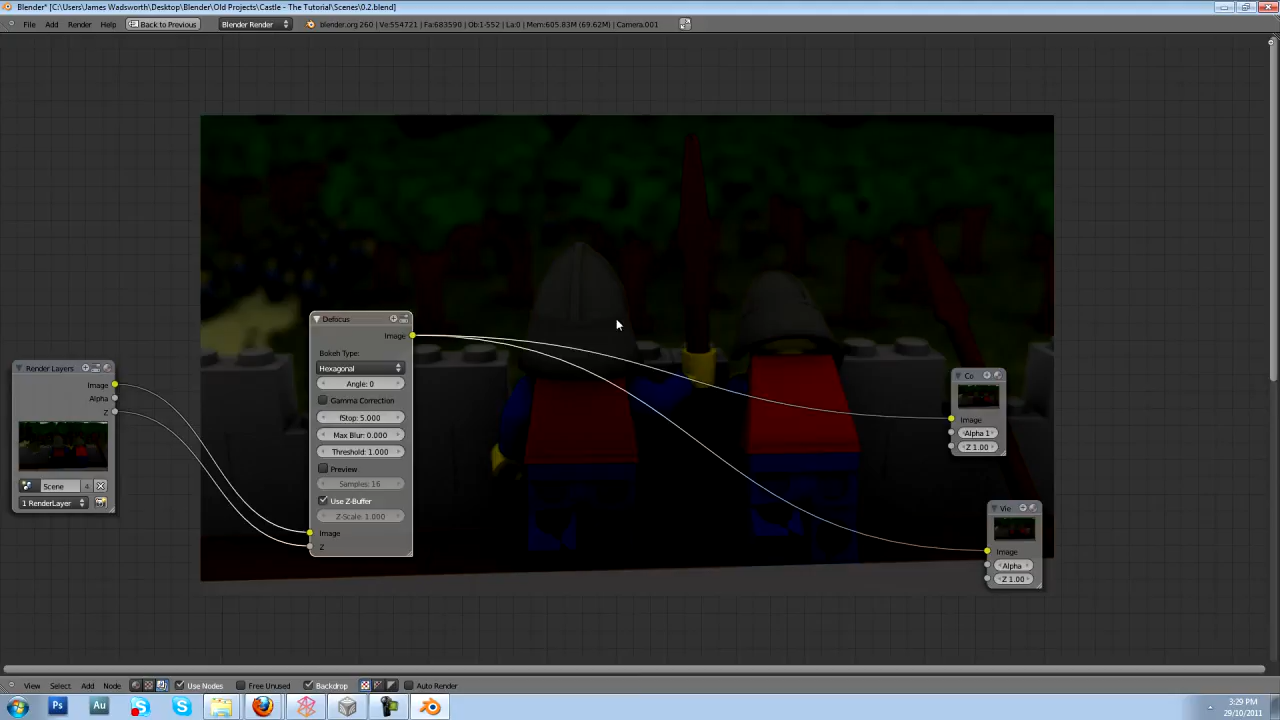 Blender* [C:\Users\James Wadsworth\Desktop\Blender\Old Projects\Castle - The Tutorial\Scenes\0.2.blend]
File Add Render Help Back to Previous Blender Render blender.org 260 | Ve:554721 | Fa:683590 | Ob:1-552 | La:0 | Mem:605.83M (69.62M) | Camera.001
Defocus
Image
Bokeh Type:
Hexagonal
Angle: 0
Gamma Correction
fStop: 5.000
Max Blur: 0.000
Threshold: 1.000
Preview
Samples: 16
Use Z-Buffer
Z-Scale: 1.000
Image
Z
Render Layers
Image
Alpha
Z
Scene 4
1 RenderLayer
Co
Image
Alpha 1
Z 1.00
Vie
Image
Alpha
Z 1.00
View Select Add Node Use Nodes Free Unused Backdrop Auto Render
Ps Au
3:29 PM
29/10/2011